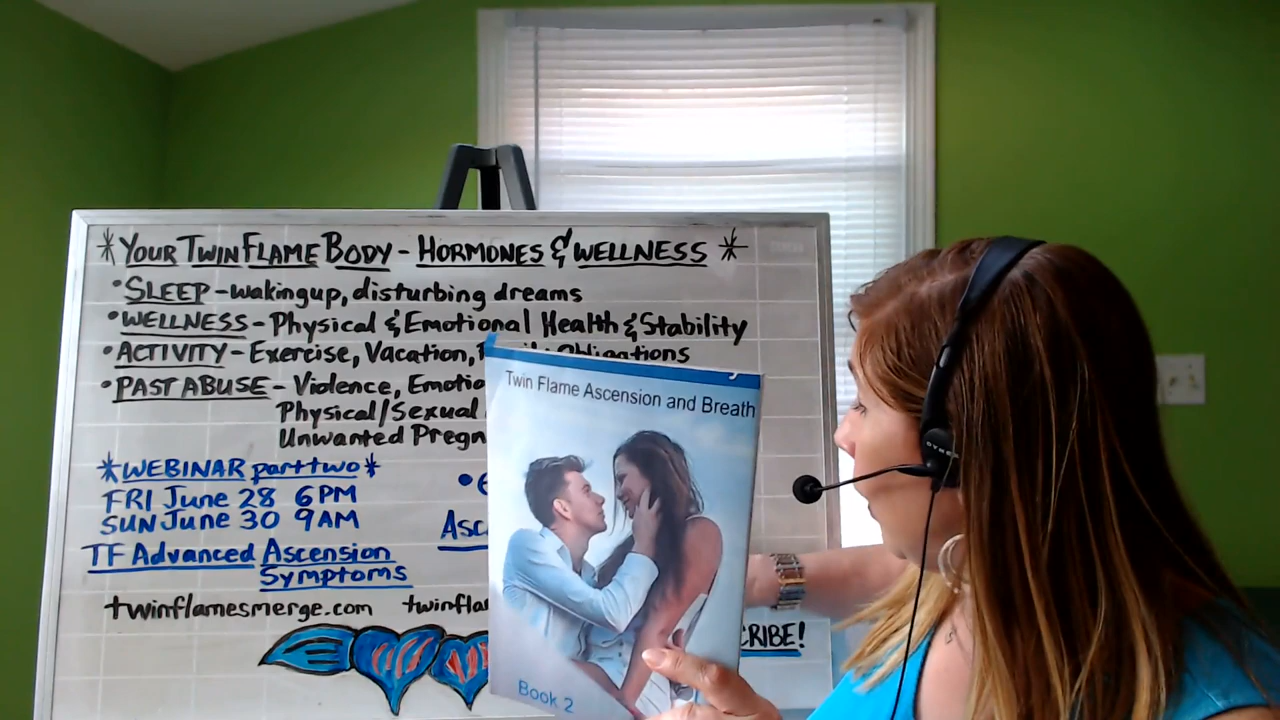 *YOUR TWIN FLAME BODY - HORMONES & WELLNESS*
•SLEEP - waking up, disturbing dreams
•WELLNESS - Physical & Emotional Health & Stability
•ACTIVITY - Exercise, Vacation, Obligations
•PAST ABUSE - Violence, Emotio
Physical/Sexual
Unwanted Pregn
*WEBINAR part two*
FRI June 28 6PM
SUN June 30 9AM
TF Advanced Ascension
Symptoms
Asc
twinflamesmerge.com twinfla
CRIBE!
Twin Flame Ascension and Breath
Book 2